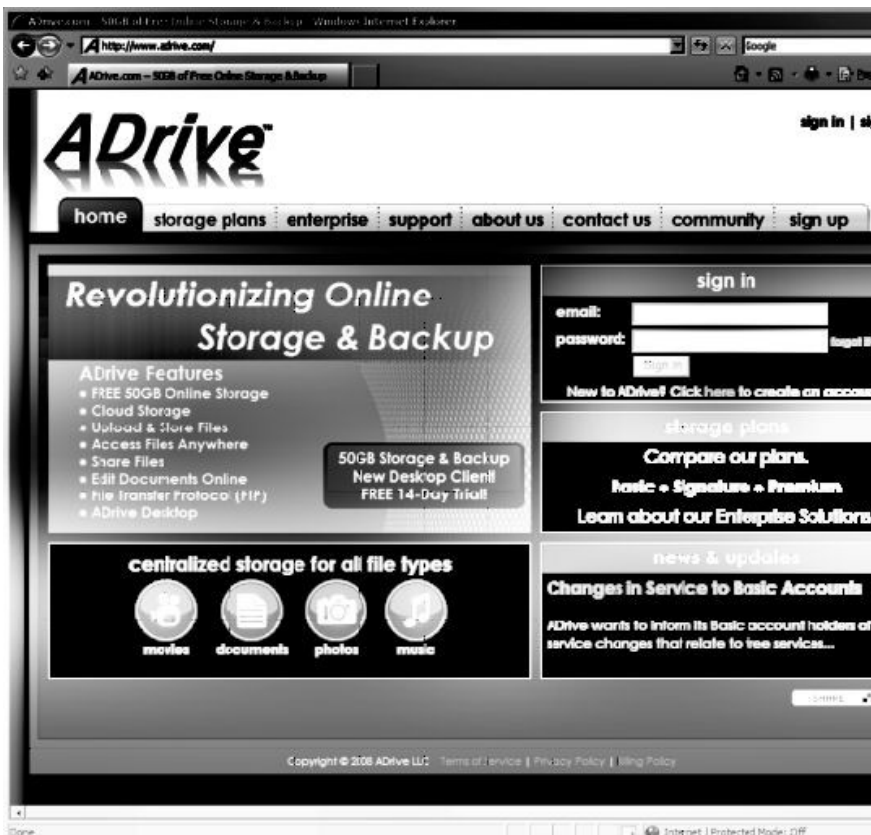 ADrive.com - 50GB of Free Online Storage & Backup - Windows Internet Explorer
http://www.adrive.com/
Google
ADrive.com – 50GB of Free Online Storage & Backup
sign in |
ADrive™
home storage plans enterprise support about us contact us community sign up
Revolutionizing Online
Storage & Backup
ADrive Features
• FREE 50GB Online Storage
• Cloud Storage
• Upload & Store Files
• Access Files Anywhere
• Share Files
• Edit Documents Online
• File Transfer Protocol (FTP)
• ADrive Desktop
50GB Storage & Backup
New Desktop Client!
FREE 14-Day Trial!
centralized storage for all file types
movies documents photos music
sign in
email:
password:
forgot
Sign in
New to ADrive? Click here to create an
storage plans
Compare our plans.
Basic • Signature • Premium
Learn about our Enterprise Solutions
news & updates
Changes in Service to Basic Accounts
ADrive wants to inform its Basic account holders of
service changes that relate to free services...
SHARE
Copyright © 2008 ADrive LLC Terms of Service | Privacy Policy | Billing Policy
Done
Internet | Protected Mode: Off